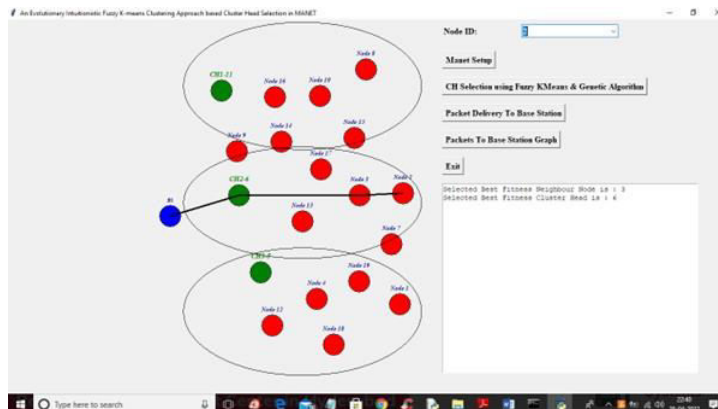 An Evolutionary Intuitionistic Fuzzy K-means Clustering Approach based Cluster Head Selection in MANET
Node ID:
Manet Setup
CH Selection using Fuzzy KMeans & Genetic Algorithm
Packet Delivery To Base Station
Packets To Base Station Graph
Exit
Selected Best Fitness Neighbour Node is : 3
Selected Best Fitness Cluster Head is : 6
Node 8
CH1-11
Node 16
Node 10
Node 14
Node 15
Node 9
Node 17
CH2-6
Node 3
Node 2
Node 13
Node 7
Node 19
Node 4
Node 1
Node 12
Node 18
Type here to search
22:43